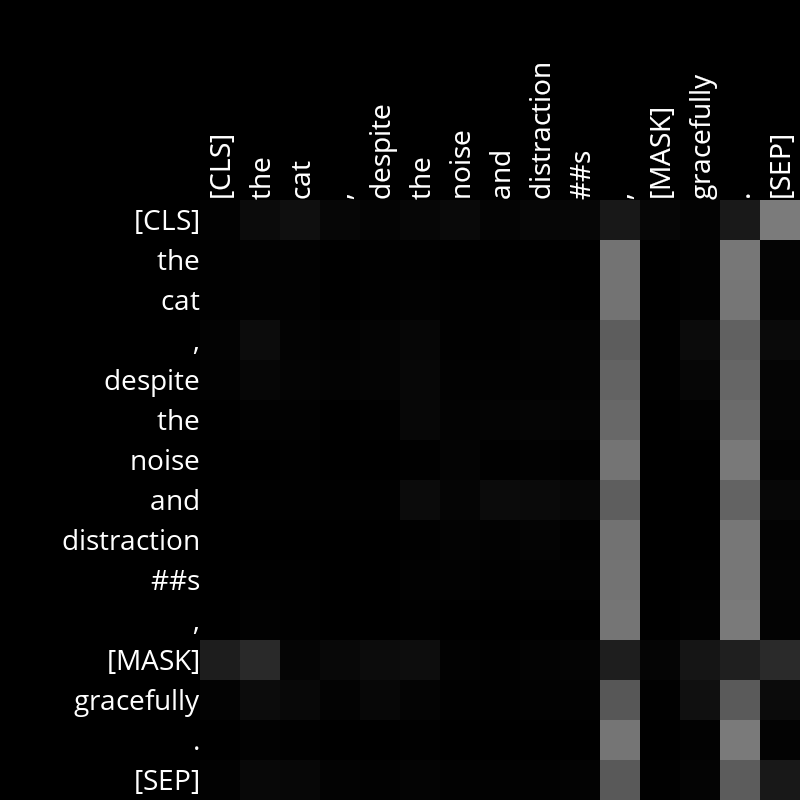 [CLS] the cat , despite the noise and distraction ##s , [MASK] gracefully . [SEP]
[CLS]
the
cat
,
despite
the
noise
and
distraction
##s
,
[MASK]
gracefully
.
[SEP]